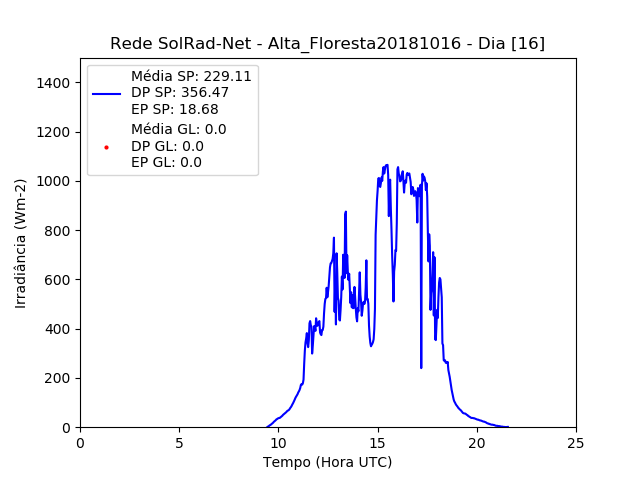 Rede SolRad-Net - Alta_Floresta20181016 - Dia [16]
Média SP: 229.11
DP SP: 356.47
EP SP: 18.68
Média GL: 0.0
DP GL: 0.0
EP GL: 0.0
1400
1200
1000
800
600
400
200
0
Irradiância (Wm-2)
0 5 10 15 20 25
Tempo (Hora UTC)